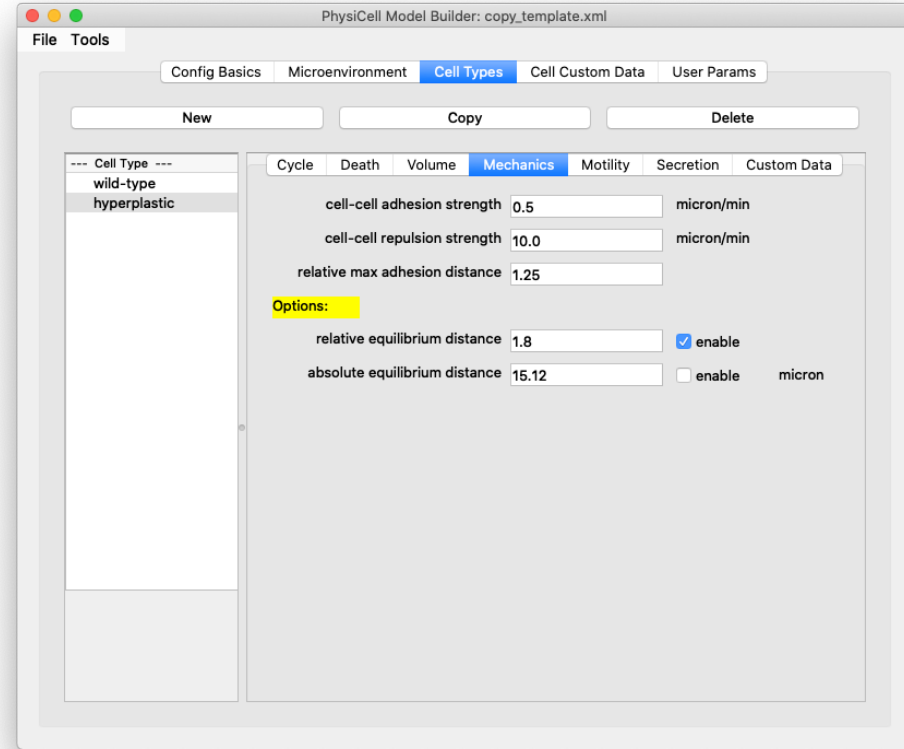 PhysiCell Model Builder: copy_template.xml
File Tools
Config Basics Microenvironment Cell Types Cell Custom Data User Params
New Copy Delete
--- Cell Type ---
wild-type
hyperplastic
Cycle Death Volume Mechanics Motility Secretion Custom Data
cell-cell adhesion strength 0.5 micron/min
cell-cell repulsion strength 10.0 micron/min
relative max adhesion distance 1.25
Options:
relative equilibrium distance 1.8 enable
absolute equilibrium distance 15.12 enable micron